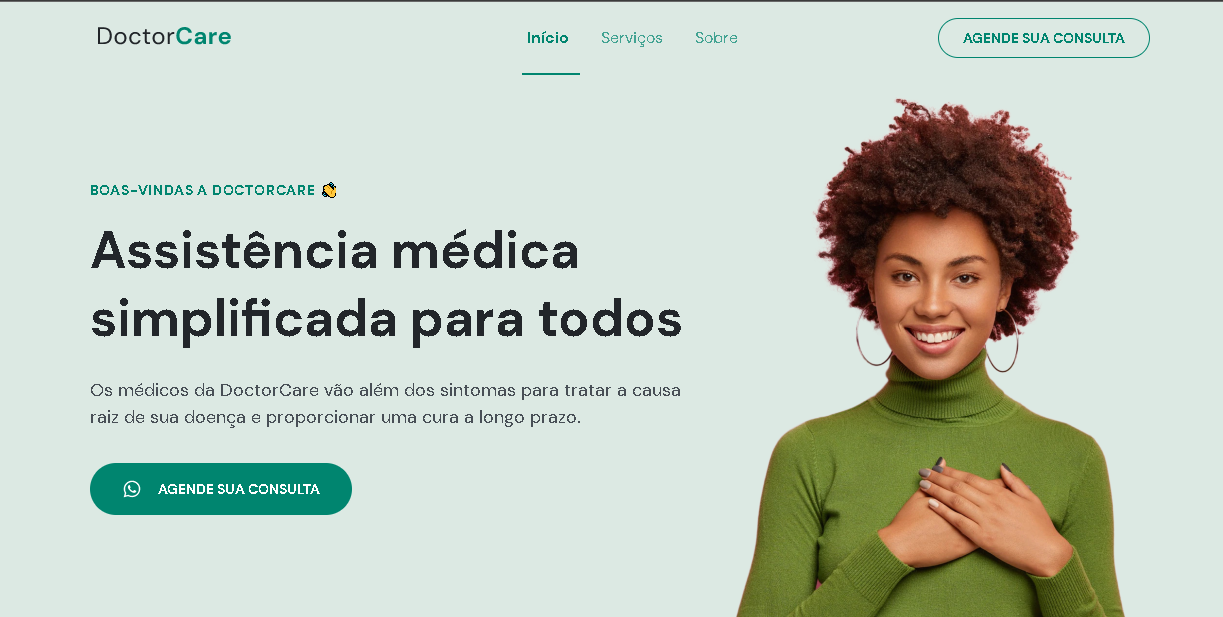 DoctorCare
Início
Serviços
Sobre
AGENDE SUA CONSULTA
BOAS-VINDAS A DOCTORCARE 👋
Assistência médica
simplificada para todos
Os médicos da DoctorCare vão além dos sintomas para tratar a causa
raiz de sua doença e proporcionar uma cura a longo prazo.
AGENDE SUA CONSULTA